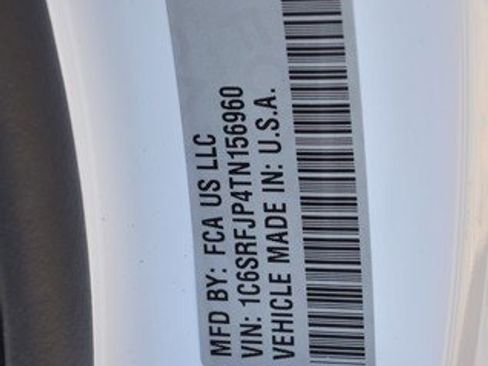 MFD BY: FCA US LLC
VIN: 1C6SRFJP4TN156960
VEHICLE MADE IN: U.S.A.